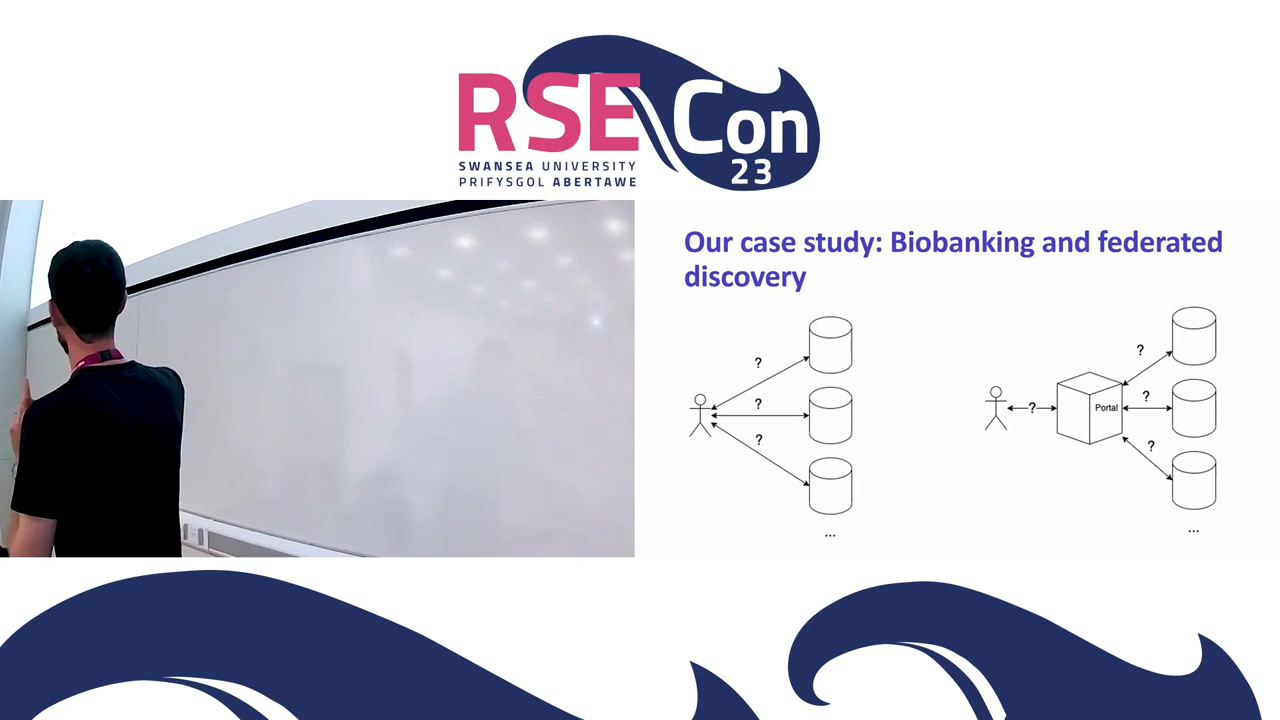 RSE Con
23
SWANSEA UNIVERSITY
PRIFYSGOL ABERTAWE
Our case study: Biobanking and federated
discovery
?
?
?
...
?
Portal
?
?
?
...